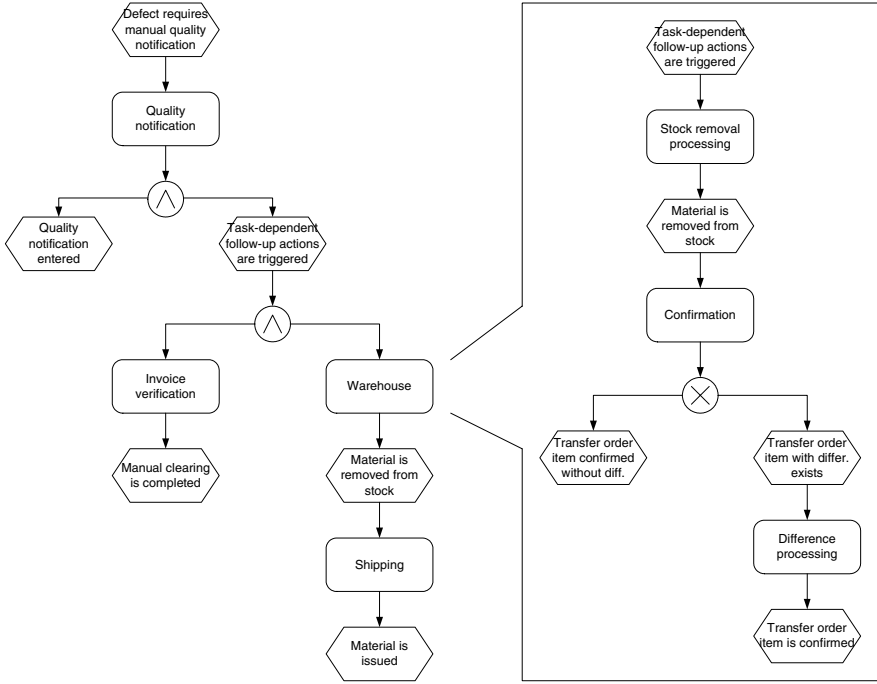 Defect requires
manual quality
notification
Quality
notification
Quality
notification
entered
Task-dependent
follow-up actions
are triggered
Invoice
verification
Warehouse
Manual clearing
is completed
Material is
removed from
stock
Shipping
Material is
issued
Task-dependent
follow-up actions
are triggered
Stock removal
processing
Material is
removed from
stock
Confirmation
Transfer order
item confirmed
without diff.
Transfer order
item with differ.
exists
Difference
processing
Transfer order
item is confirmed